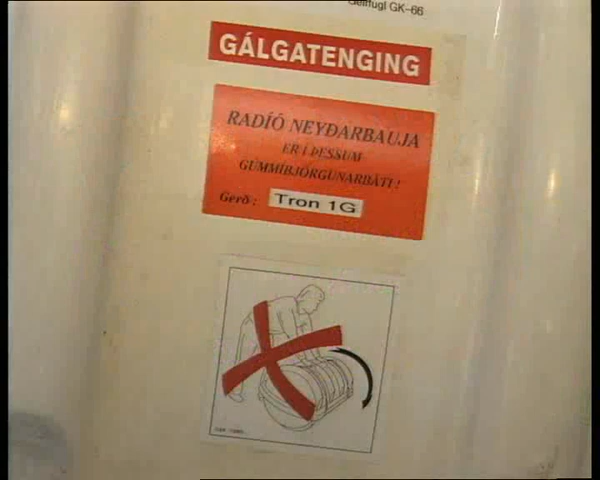 Geirfugl GK-66
GÁLGATENGING
RADÍÓ NEYÐARBAUJA
ER Í ÞESSUM
GÚMMÍBJÖRGUNARBÁTI !
Gerð : Tron 1G